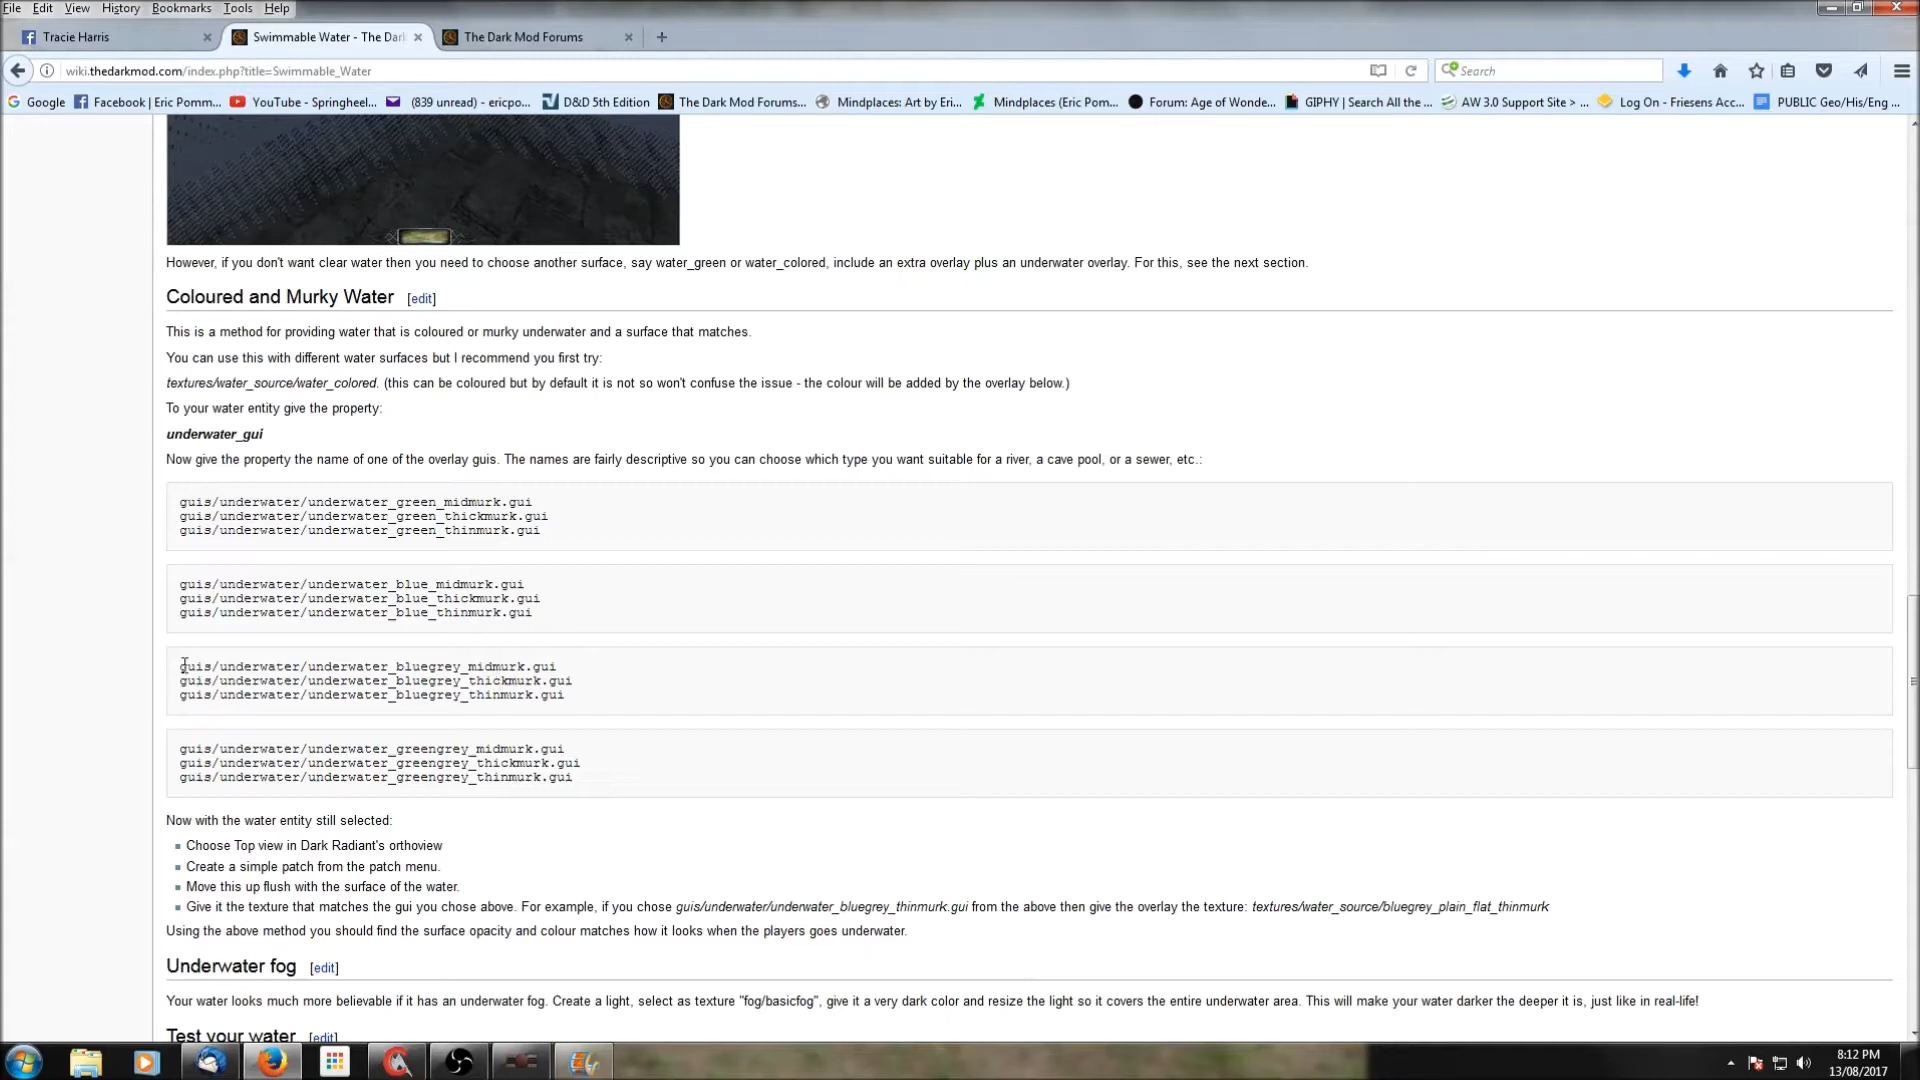 File Edit View History Bookmarks Tools Help
Tracie Harris
Swimmable Water - The Dark
The Dark Mod Forums
wiki.thedarkmod.com/index.php?title=Swimmable_Water
Search
Google Facebook | Eric Pomm... YouTube - Springheel... (839 unread) - ericpo... D&D 5th Edition The Dark Mod Forums... Mindplaces: Art by Eri... Mindplaces (Eric Pom... Forum: Age of Wonde... GIPHY | Search All the ... AW 3.0 Support Site > ... Log On - Friesens Acc... PUBLIC Geo/His/Eng ...
However, if you don't want clear water then you need to choose another surface, say water_green or water_colored, include an extra overlay plus an underwater overlay. For this, see the next section.
Coloured and Murky Water [edit]
This is a method for providing water that is coloured or murky underwater and a surface that matches.
You can use this with different water surfaces but I recommend you first try:
textures/water_source/water_colored. (this can be coloured but by default it is not so won't confuse the issue - the colour will be added by the overlay below.)
To your water entity give the property:
underwater_gui
Now give the property the name of one of the overlay guis. The names are fairly descriptive so you can choose which type you want suitable for a river, a cave pool, or a sewer, etc.:
guis/underwater/underwater_green_midmurk.gui
guis/underwater/underwater_green_thickmurk.gui
guis/underwater/underwater_green_thinmurk.gui
guis/underwater/underwater_blue_midmurk.gui
guis/underwater/underwater_blue_thickmurk.gui
guis/underwater/underwater_blue_thinmurk.gui
guis/underwater/underwater_bluegrey_midmurk.gui
guis/underwater/underwater_bluegrey_thickmurk.gui
guis/underwater/underwater_bluegrey_thinmurk.gui
guis/underwater/underwater_greengrey_midmurk.gui
guis/underwater/underwater_greengrey_thickmurk.gui
guis/underwater/underwater_greengrey_thinmurk.gui
Now with the water entity still selected:
Choose Top view in Dark Radiant's orthoview
Create a simple patch from the patch menu.
Move this up flush with the surface of the water.
Give it the texture that matches the gui you chose above. For example, if you chose guis/underwater/underwater_bluegrey_thinmurk.gui from the above then give the overlay the texture: textures/water_source/bluegrey_plain_flat_thinmurk
Using the above method you should find the surface opacity and colour matches how it looks when the players goes underwater.
Underwater fog [edit]
Your water looks much more believable if it has an underwater fog. Create a light, select as texture "fog/basicfog", give it a very dark color and resize the light so it covers the entire underwater area. This will make your water darker the deeper it is, just like in real-life!
Test your water [edit]
8:12 PM
13/08/2017